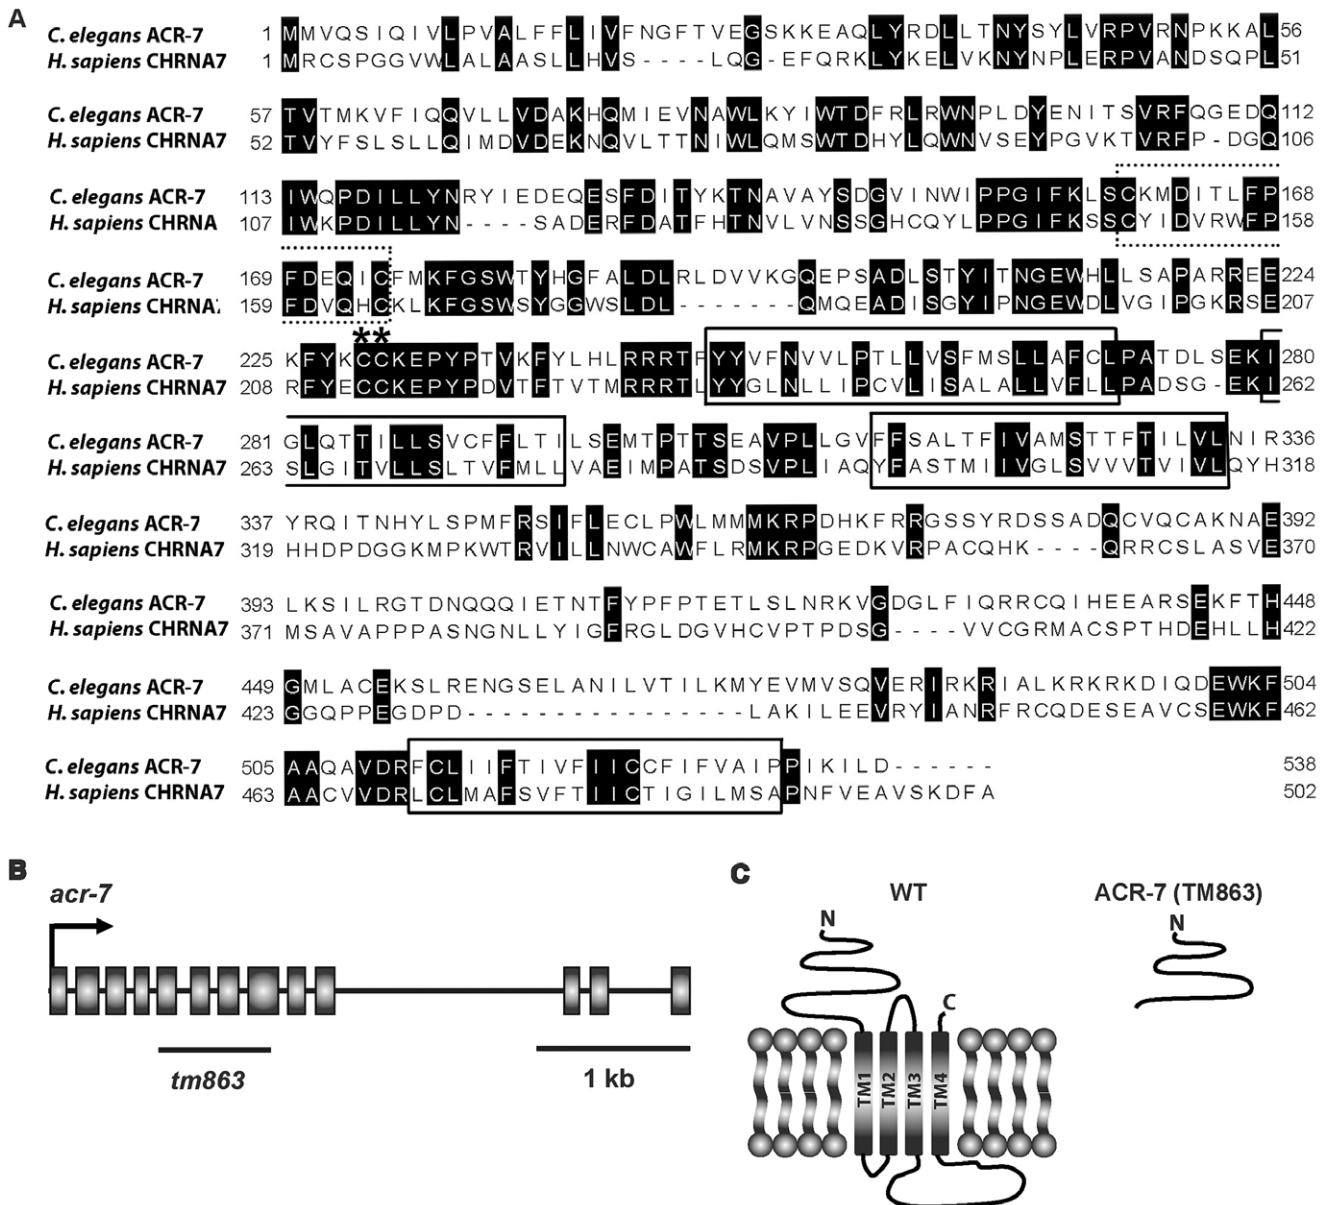 A
C. elegans ACR-7 1 MMVQSIQIVLPVALFFLIVFNGFTVEGSKKEAQLYRDLLTNYSYLVRPVRNPKKAL 56
H. sapiens CHRNA7 1 MRCSPGGVWLALAASLLHVS----LQG-EFQRKLYKELVKNYNPLERPVANDSQPL 51
C. elegans ACR-7 57 TVTMKVFIQQVLLVDAKHQMIEVNAWLKYIWTDFRLRWNPLDYENITSVRFQGEDQ 112
H. sapiens CHRNA7 52 TVYFSLSLLQIMDVDEKNQVLTTNIWLQMSWTDHYLQWNVSEYPGVKTVRFP-DGQ 106
C. elegans ACR-7 113 IWQPDILLYNRYIEDEQESFDITYKTNAVAYSDGVINWIPPGIFKLSCKMDITLFP 168
H. sapiens CHRNA 107 IWKPDILLYN----SADERFDATFHTNVLVNSSGHCQYLPPGIFKSSCYIDVRWFP 158
C. elegans ACR-7 169 FDEQICFMKFGSWTYHGFALDLRLDVVKGQEPSADLSTYITNGEWHLLSAPARREE 224
H. sapiens CHRNA 159 FDVQHCKLKFGSWSYGGWSLDL-------QMQEADISGYIPNGEWDLVGIPGKRSE 207
**
C. elegans ACR-7 225 KFYKCCKEPYPTVKFYLHLRRRTFYYVFNVVLPTLLVSFMSLLAFCLPATDLSEKI 280
H. sapiens CHRNA7 208 RFYECCKEPYPDVTFTVTMRRRTLYYGLNLLIPCVLISALALLVFLLPADSG-EKI 262
C. elegans ACR-7 281 GLQTTILLSVCFFLTILSEMTPTTSEAVPLLGVFFSALTFIVAMSTTFTILVLNIR 336
H. sapiens CHRNA7 263 SLGITVLLSLTVFMLLVAEIMPATSDSVPLIAQYFASTMIIVGLSVVVTVIVLQYH 318
C. elegans ACR-7 337 YRQITNHYLSPMFRSIFLECLPWLMMMKRPDHKFRRGSSYRDSSADQCVQCAKNAE 392
H. sapiens CHRNA7 319 HHDPDGGKMPKWTRVILLNWCAWFLRMKRPGEDKVRPACQHK----QRRCSLASVE 370
C. elegans ACR-7 393 LKSILRGTDNQQQIETNTFYPFPTETLSLNRKVGDGLFIQRRCQIHEEARSEKFTH 448
H. sapiens CHRNA7 371 MSAVAPPPASNGNLLYIGFRGLDGVHCVPTPDSG----VVCGRMACSPTHDEHLLH 422
C. elegans ACR-7 449 GMLACEKSLRENGSELANILVTILKMYEVMVSQVERIRKRIALKRKRKDIQDEWKF 504
H. sapiens CHRNA7 423 GGQPPEGDPD----------------LAKILEEVRYIANRFRCQDESEAVCSEWKF 462
C. elegans ACR-7 505 AAQAVDRFCLIIFTIVFIICCFIFVAIPPIKILD------ 538
H. sapiens CHRNA7 463 AACVVDRLCLMAFSVFTIICTIGILMSAPNFVEAVSKDFA 502
B
acr-7
tm863
1 kb
C
WT
ACR-7 (TM863)
N
N
C
TM1
TM2
TM3
TM4